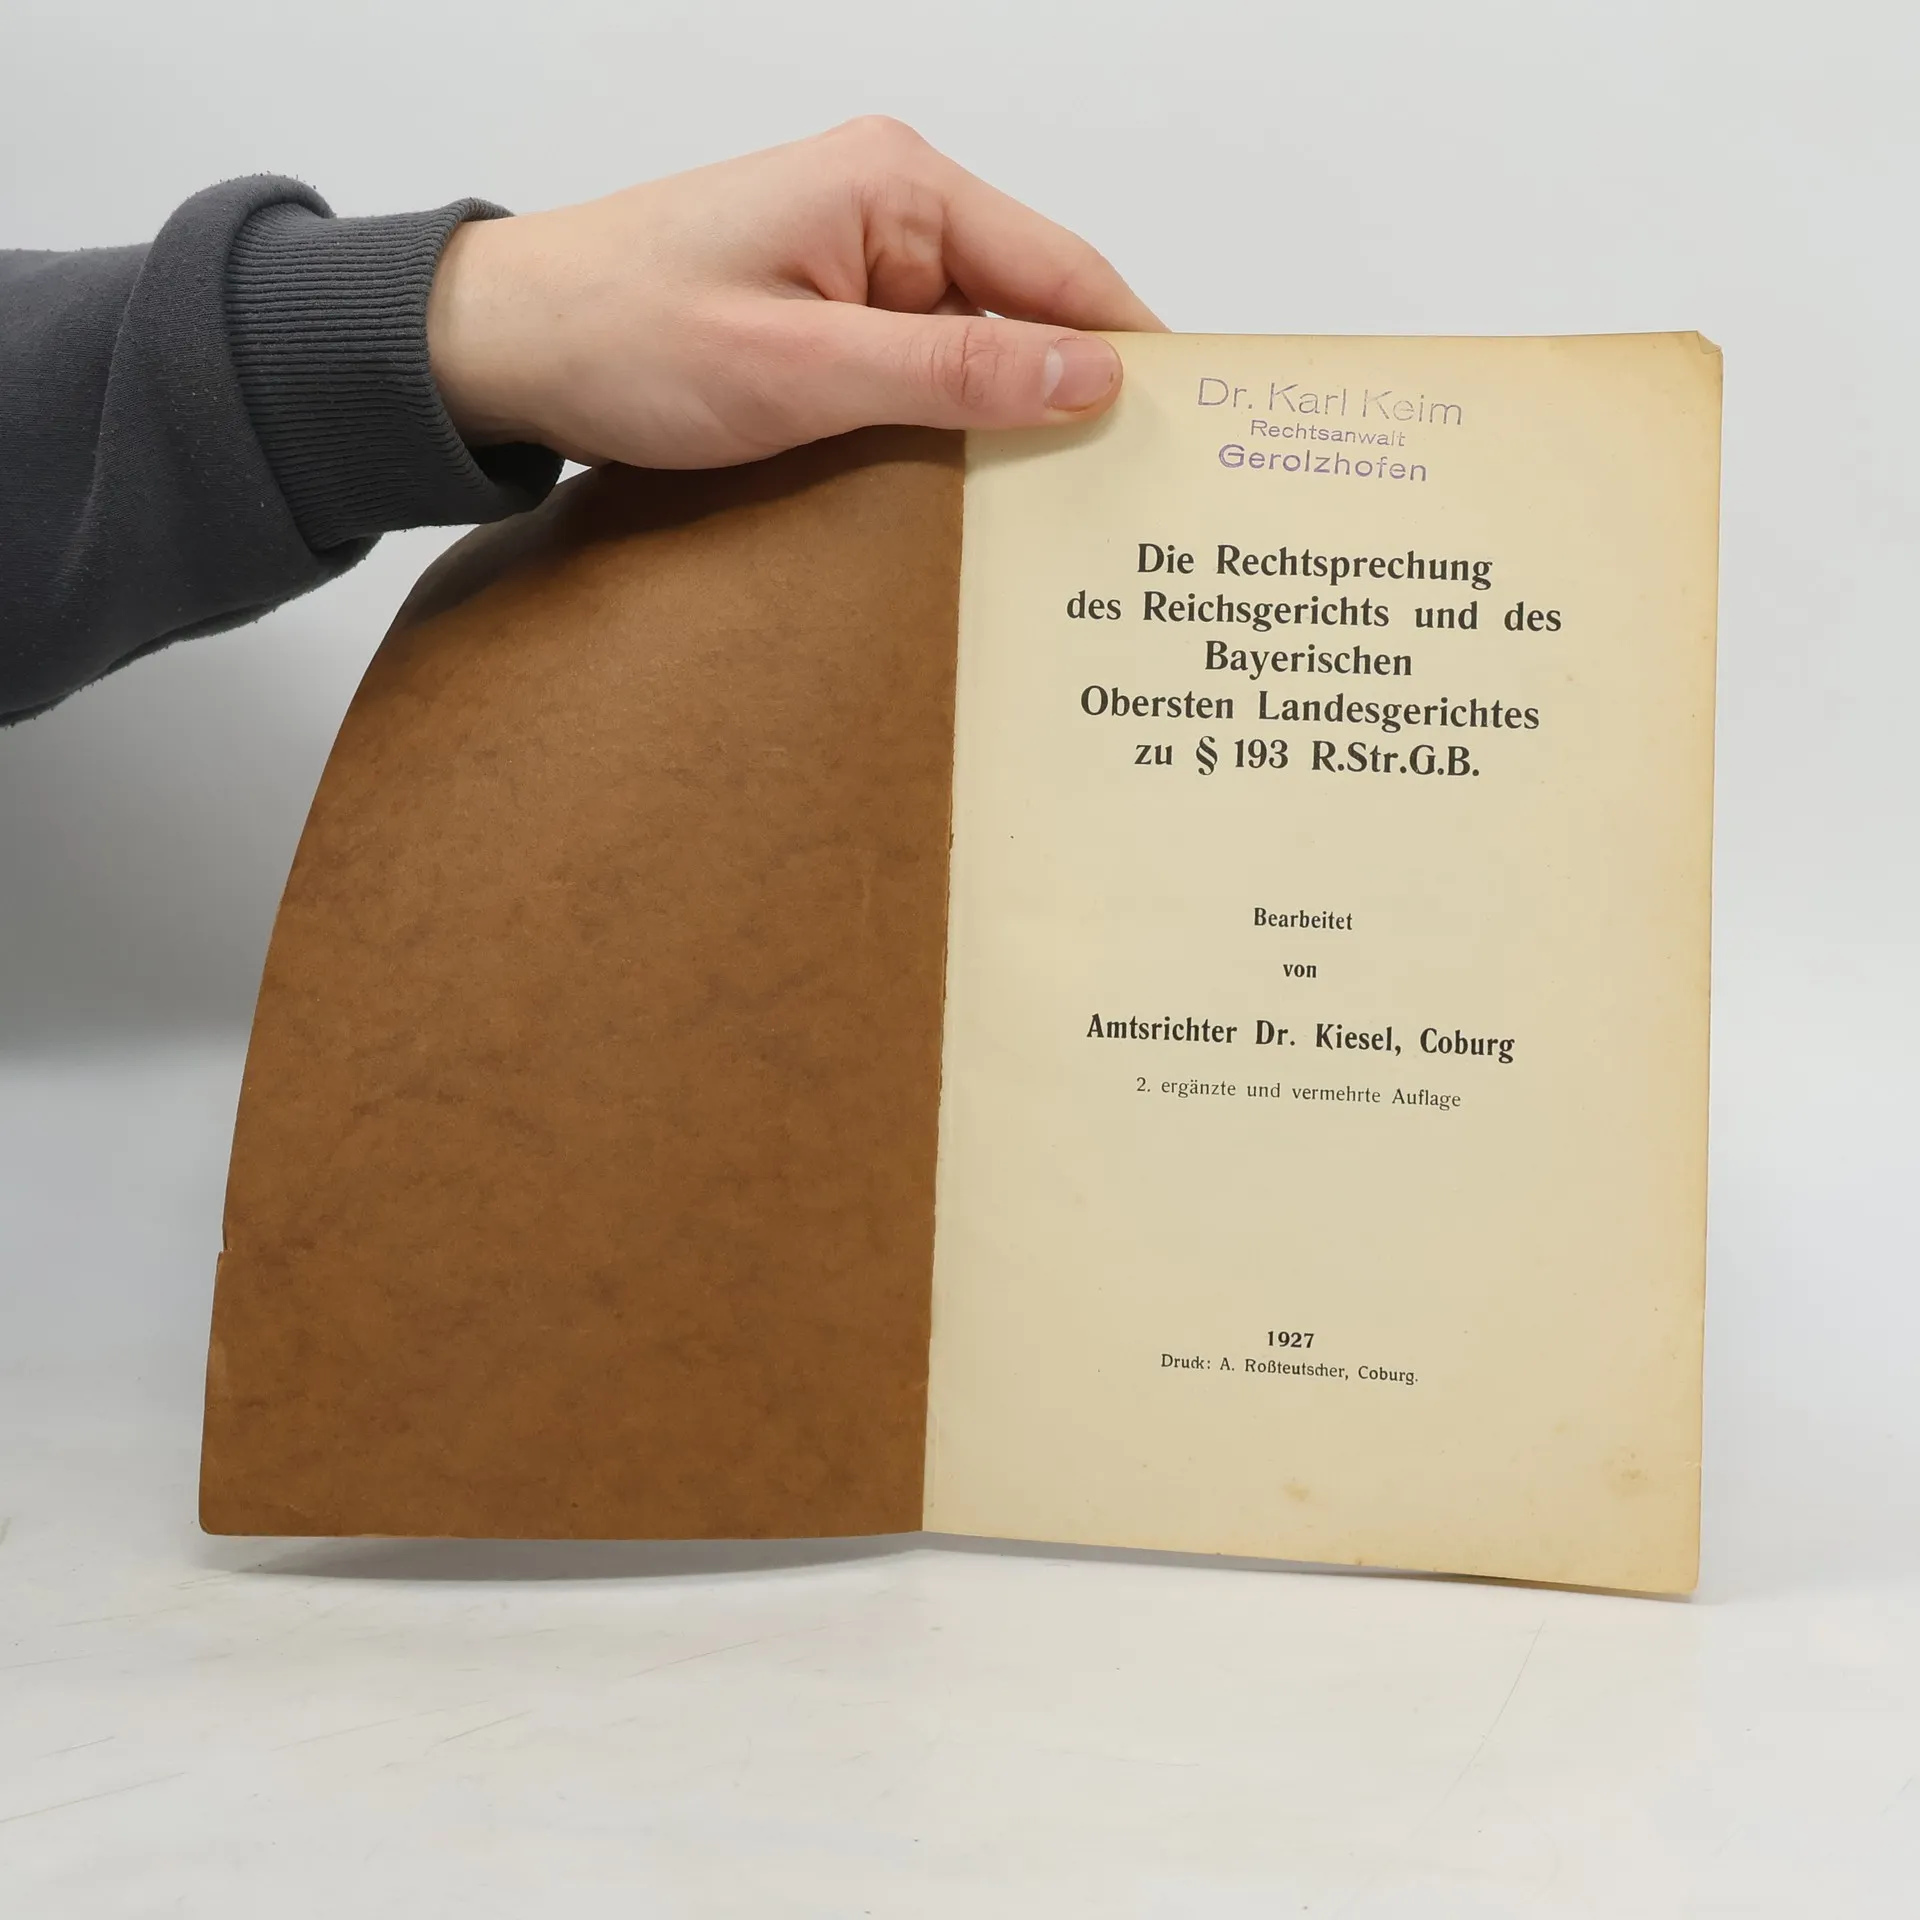 Dr. Karl Keim
Rechtsanwalt
Gerolzhofen
Die Rechtsprechung
des Reichsgerichts und des
Bayerischen
Obersten Landesgerichtes
zu § 193 R.Str.G.B.
Bearbeitet
von
Amtsrichter Dr. Kiesel, Coburg
2. ergänzte und vermehrte Auflage
1927
Druck: A. Roßteutscher, Coburg.